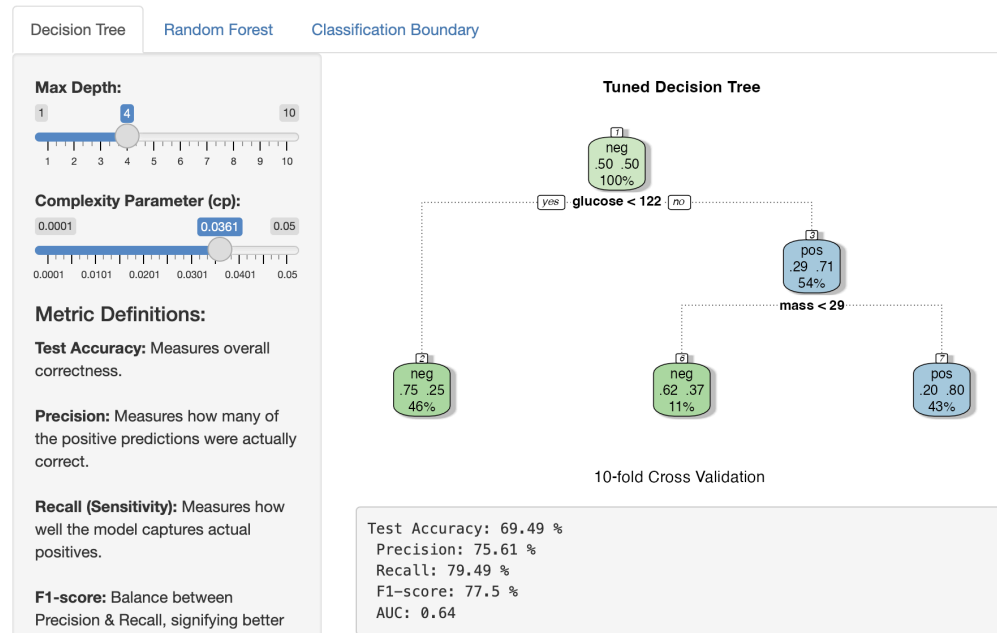 Decision Tree
Random Forest
Classification Boundary
Max Depth:
1 4 10
1 2 3 4 5 6 7 8 9 10
Complexity Parameter (cp):
0.0001 0.0361 0.05
0.0001 0.0101 0.0201 0.0301 0.0401 0.05
Metric Definitions:
Test Accuracy: Measures overall
correctness.
Precision: Measures how many of
the positive predictions were actually
correct.
Recall (Sensitivity): Measures how
well the model captures actual
positives.
F1-score: Balance between
Precision & Recall, signifying better
Tuned Decision Tree
1
neg
.50 .50
100%
yes glucose < 122 no
3
pos
.29 .71
54%
mass < 29
2
neg
.75 .25
46%
6
neg
.62 .37
11%
7
pos
.20 .80
43%
10-fold Cross Validation
Test Accuracy: 69.49 %
Precision: 75.61 %
Recall: 79.49 %
F1-score: 77.5 %
AUC: 0.64